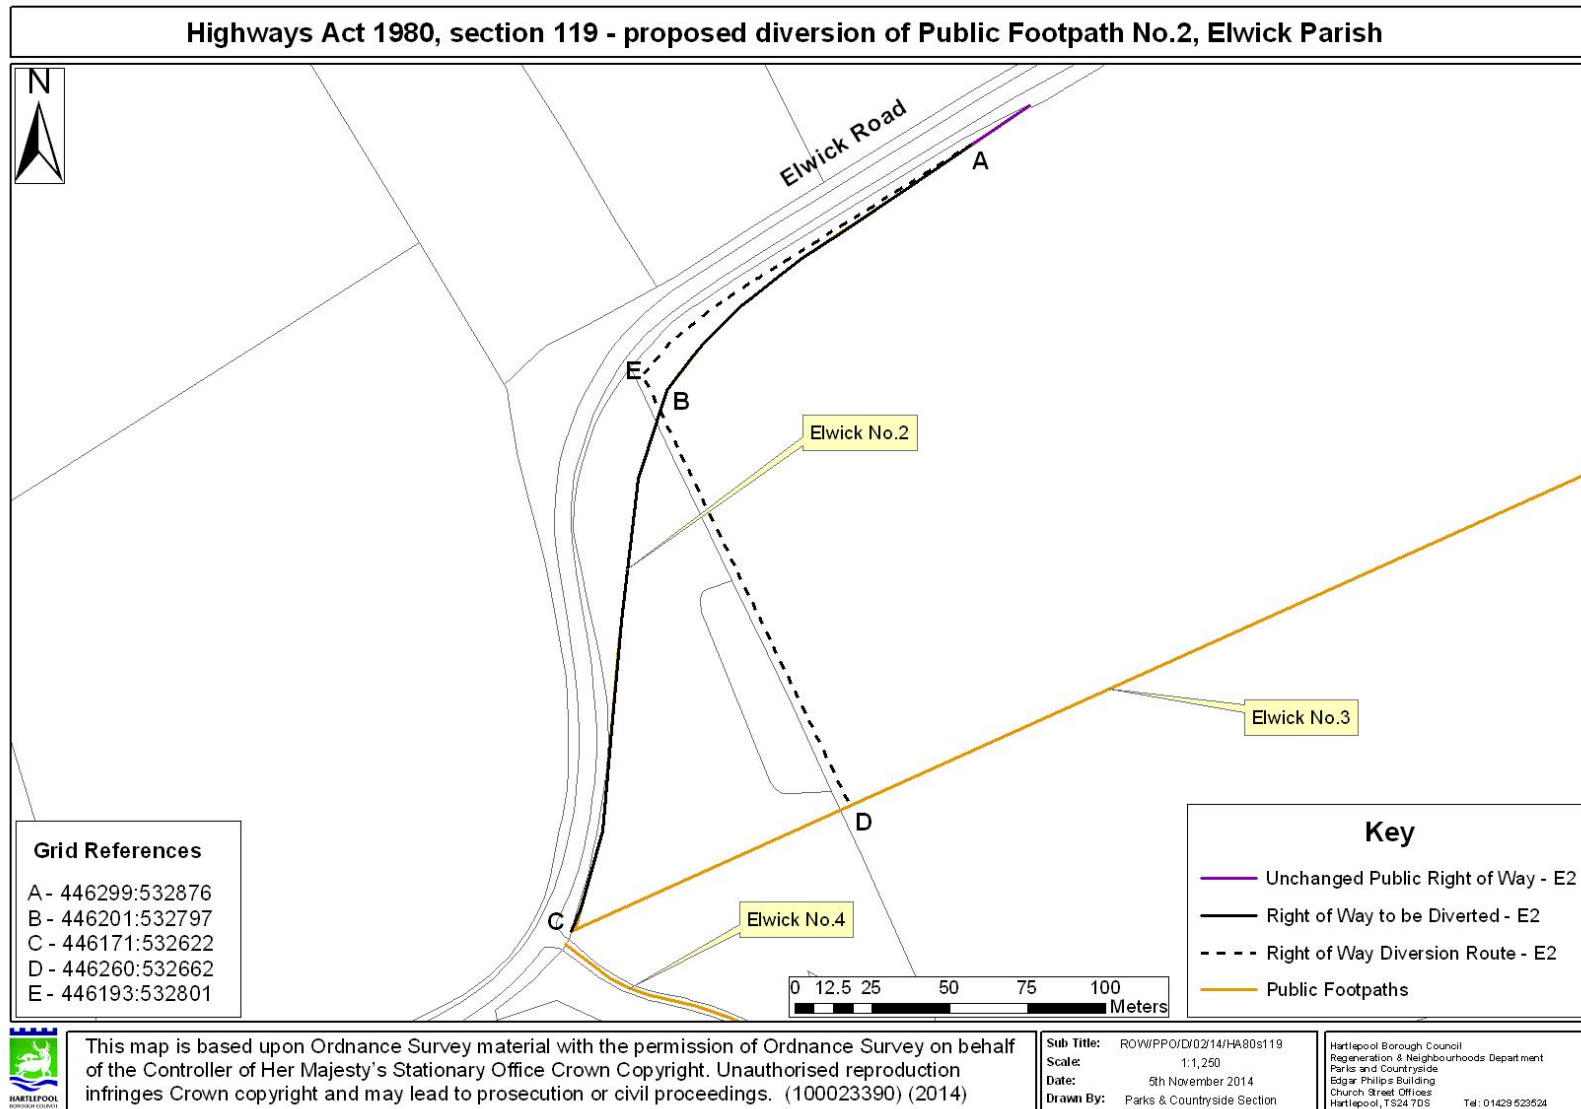 Highways Act 1980, section 119 - proposed diversion of Public Footpath No.2, Elwick Parish
N
Elwick Road
A
E
B
Elwick No.2
Elwick No.3
D
C
Elwick No.4
Grid References
A - 446299:532876
B - 446201:532797
C - 446171:532622
D - 446260:532662
E - 446193:532801
0 12.5 25 50 75 100
Meters
Key
Unchanged Public Right of Way - E2
Right of Way to be Diverted - E2
Right of Way Diversion Route - E2
Public Footpaths
HARTLEPOOL
BOROUGH COUNCIL
This map is based upon Ordnance Survey material with the permission of Ordnance Survey on behalf
of the Controller of Her Majesty's Stationary Office Crown Copyright. Unauthorised reproduction
infringes Crown copyright and may lead to prosecution or civil proceedings. (100023390) (2014)
Sub Title: ROW/PPO/D/02/14/HA80s119
Scale: 1:1,250
Date: 5th November 2014
Drawn By: Parks & Countryside Section
Hartlepool Borough Council
Regeneration & Neighbourhoods Department
Parks and Countryside
Edgar Philips Building
Church Street Offices
Hartlepool, TS24 7DS Tel: 01429 523524